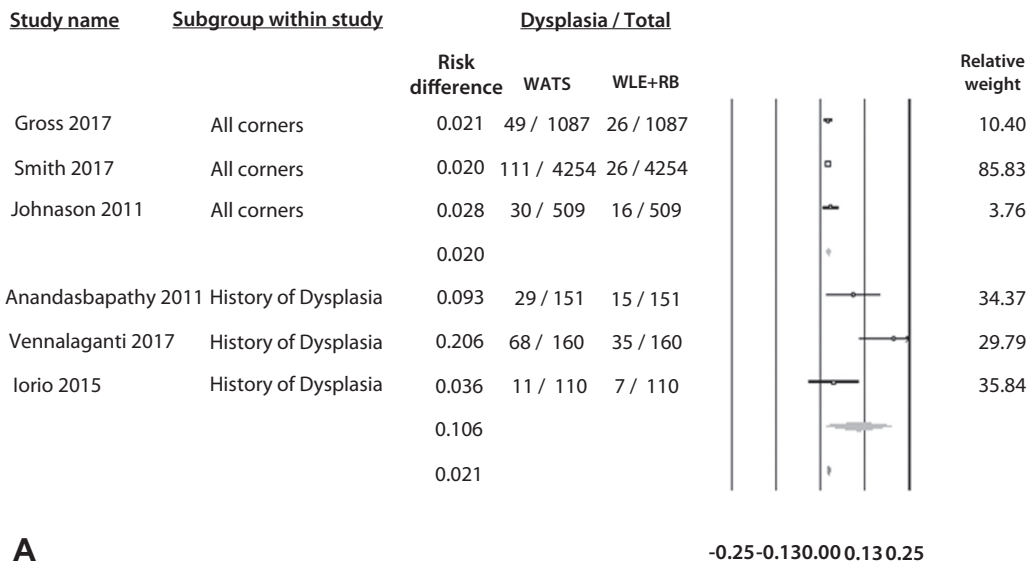 Study name Subgroup within study Dysplasia / Total
Risk difference WATS WLE+RB Relative weight
Gross 2017 All corners 0.021 49 / 1087 26 / 1087 10.40
Smith 2017 All corners 0.020 111 / 4254 26 / 4254 85.83
Johnason 2011 All corners 0.028 30 / 509 16 / 509 3.76
0.020
Anandasbapathy 2011 History of Dysplasia 0.093 29 / 151 15 / 151 34.37
Vennalaganti 2017 History of Dysplasia 0.206 68 / 160 35 / 160 29.79
Iorio 2015 History of Dysplasia 0.036 11 / 110 7 / 110 35.84
0.106
0.021
A -0.25 -0.13 0.00 0.13 0.25